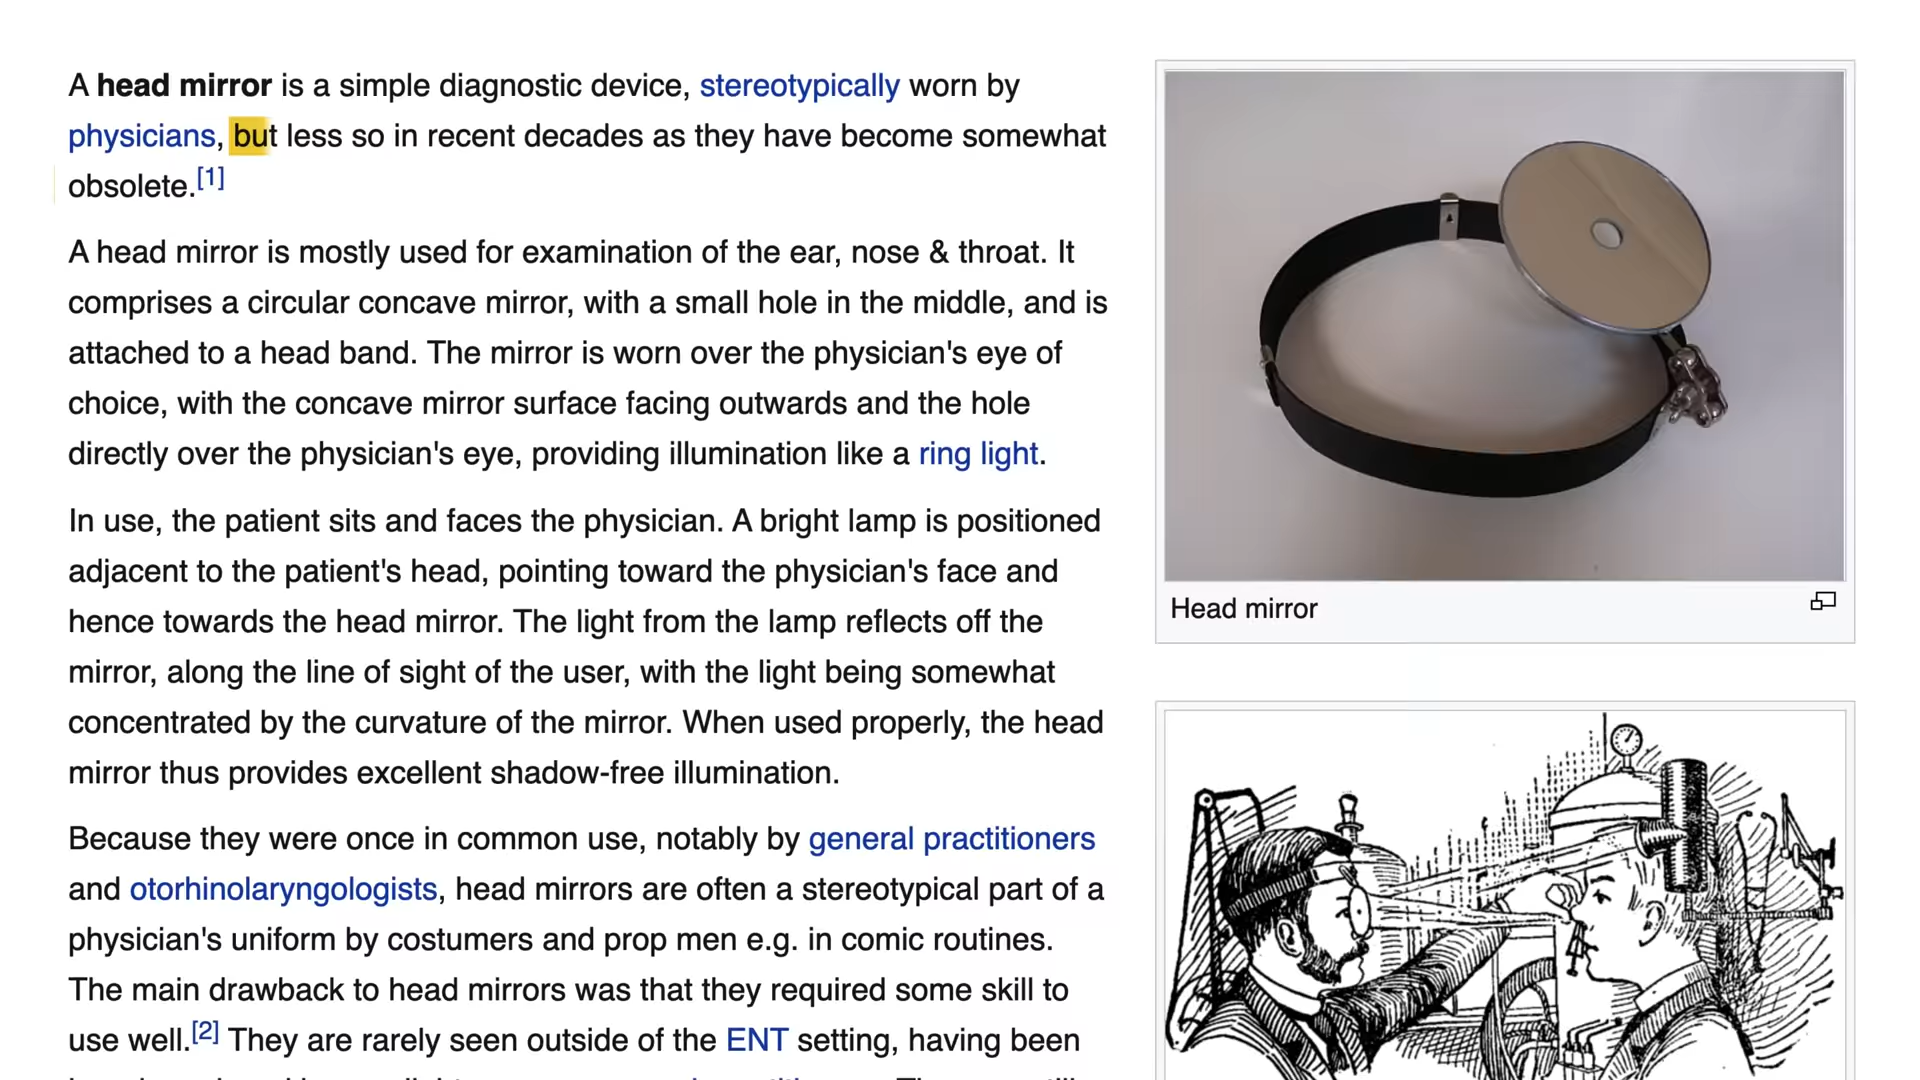 A head mirror is a simple diagnostic device, stereotypically worn by
physicians, but less so in recent decades as they have become somewhat
obsolete.[1]
A head mirror is mostly used for examination of the ear, nose & throat. It
comprises a circular concave mirror, with a small hole in the middle, and is
attached to a head band. The mirror is worn over the physician's eye of
choice, with the concave mirror surface facing outwards and the hole
directly over the physician's eye, providing illumination like a ring light.
In use, the patient sits and faces the physician. A bright lamp is positioned
adjacent to the patient's head, pointing toward the physician's face and
hence towards the head mirror. The light from the lamp reflects off the
mirror, along the line of sight of the user, with the light being somewhat
concentrated by the curvature of the mirror. When used properly, the head
mirror thus provides excellent shadow-free illumination.
Because they were once in common use, notably by general practitioners
and otorhinolaryngologists, head mirrors are often a stereotypical part of a
physician's uniform by costumers and prop men e.g. in comic routines.
The main drawback to head mirrors was that they required some skill to
use well.[2] They are rarely seen outside of the ENT setting, having been
Head mirror